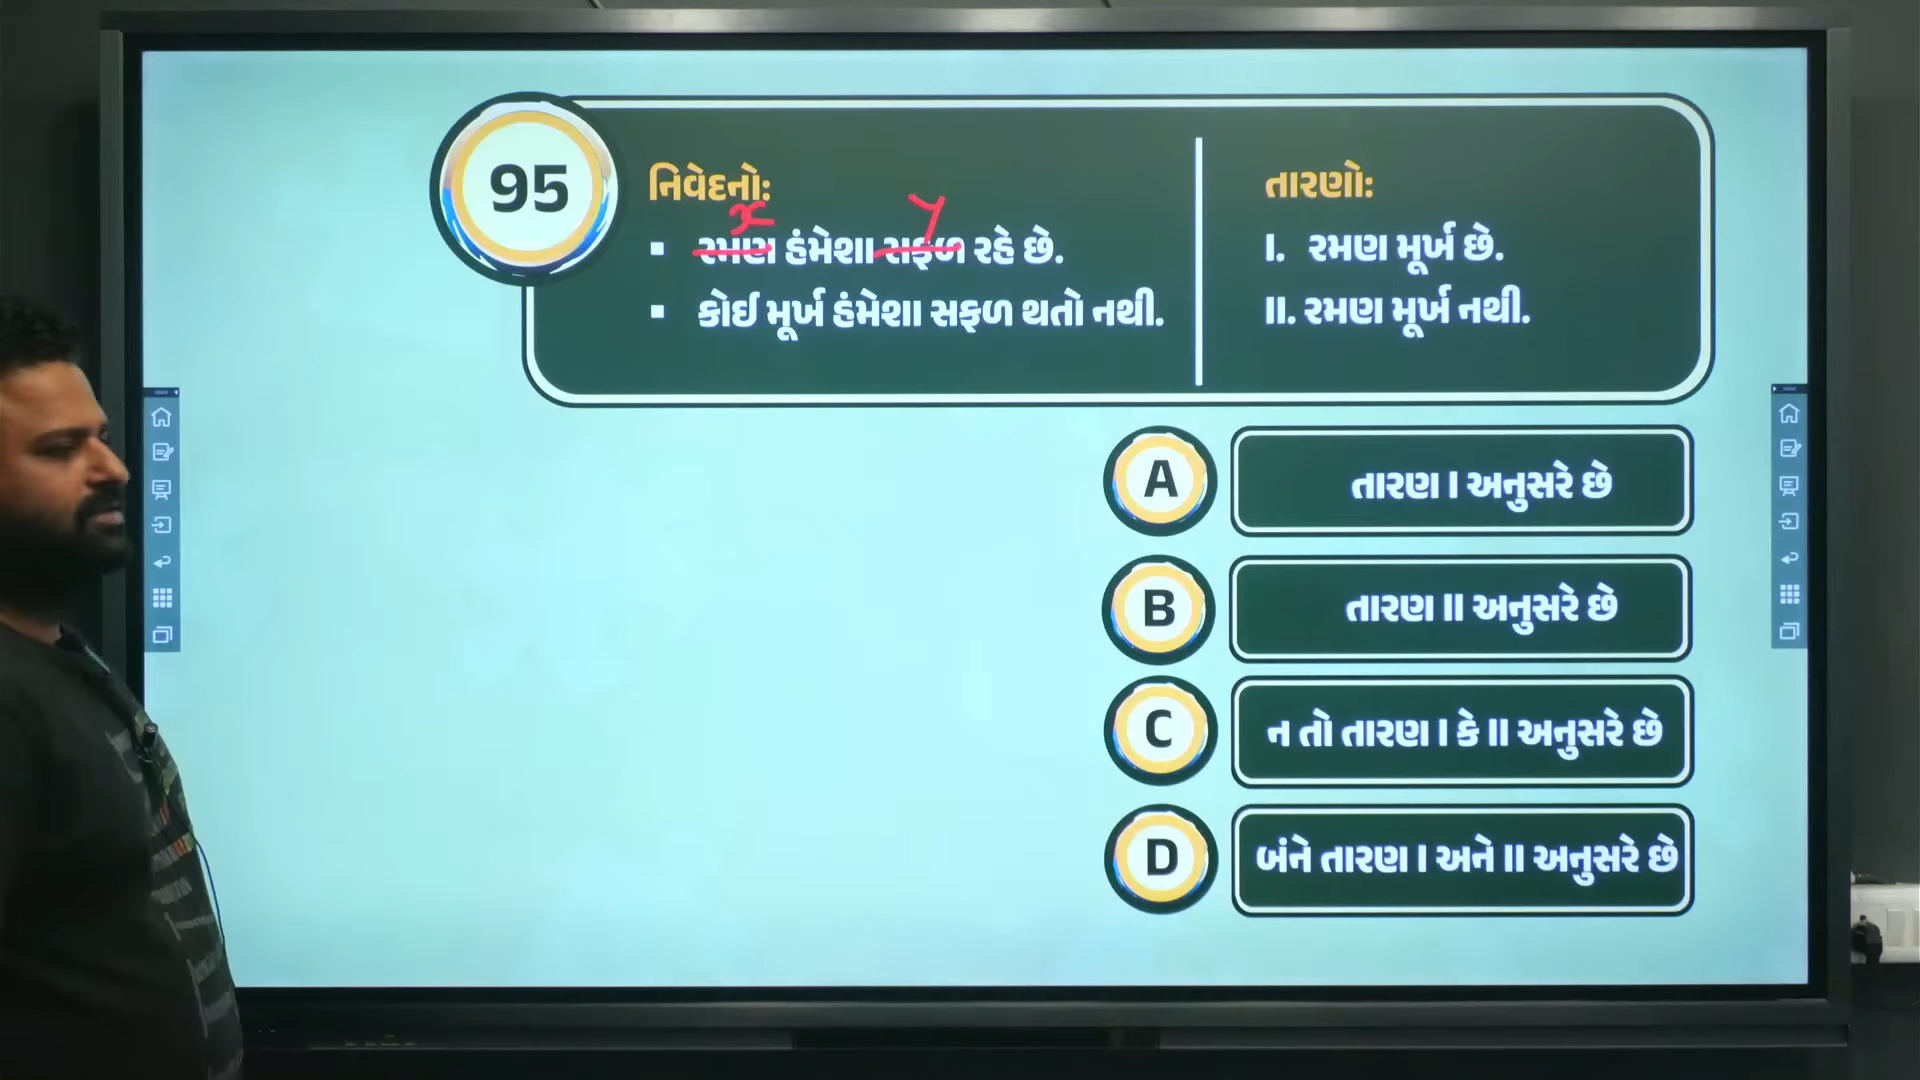 95
નિવેદનો:
x y
▪ રમણ હંમેશા સફળ રહે છે.
▪ કોઈ મૂર્ખ હંમેશા સફળ થતો નથી.
તારણો:
I. રમણ મૂર્ખ છે.
II. રમણ મૂર્ખ નથી.
A તારણ I અનુસરે છે
B તારણ II અનુસરે છે
C ન તો તારણ I કે II અનુસરે છે
D બંને તારણ I અને II અનુસરે છે